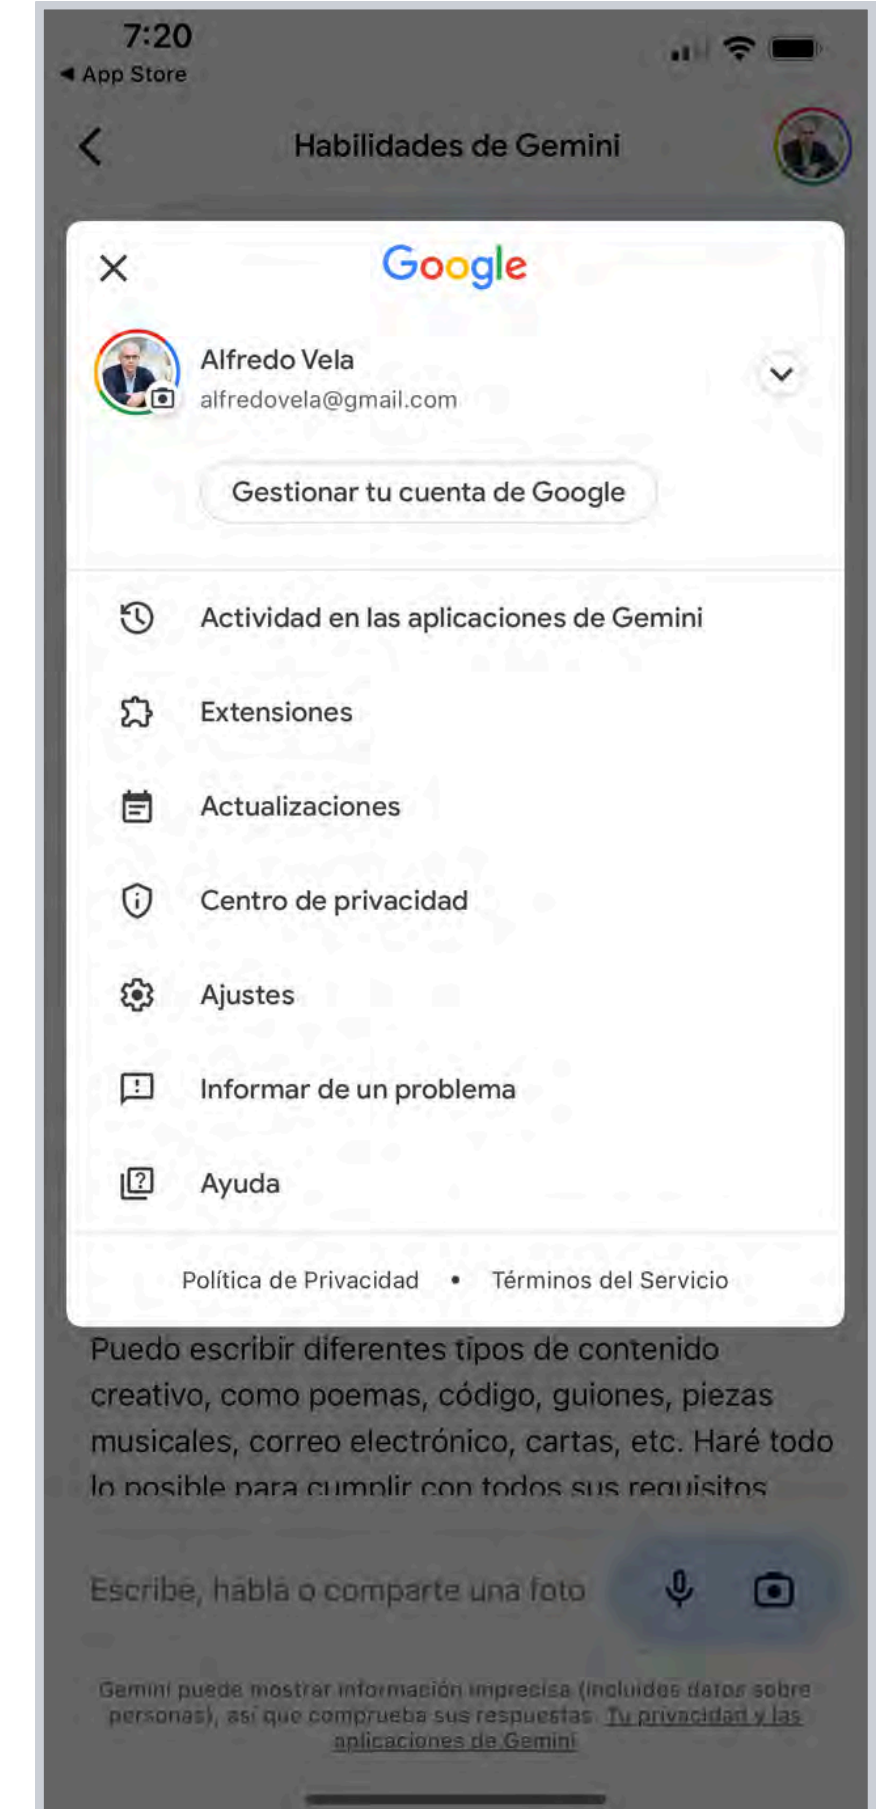 7:20
◀ App Store
Habilidades de Gemini
Google
Alfredo Vela
alfredovela@gmail.com
Gestionar tu cuenta de Google
Actividad en las aplicaciones de Gemini
Extensiones
Actualizaciones
Centro de privacidad
Ajustes
Informar de un problema
Ayuda
Política de Privacidad • Términos del Servicio
Puedo escribir diferentes tipos de contenido
creativo, como poemas, código, guiones, piezas
musicales, correo electrónico, cartas, etc. Haré todo
lo posible para cumplir con todos sus requisitos
Escribe, habla o comparte una foto
Gemini puede mostrar información imprecisa (incluidos datos sobre
personas), así que comprueba sus respuestas. Tu privacidad y las
aplicaciones de Gemini